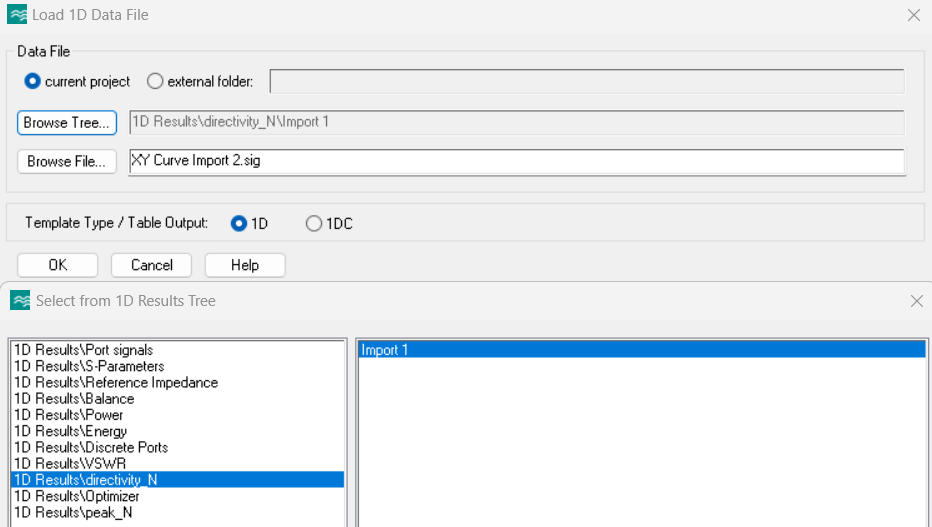 Load 1D Data File
Data File
current project external folder:
Browse Tree... 1D Results\directivity_N\Import 1
Browse File... XY Curve Import 2.sig
Template Type / Table Output: 1D 1DC
OK Cancel Help
Select from 1D Results Tree
1D Results\Port signals
1D Results\S-Parameters
1D Results\Reference Impedance
1D Results\Balance
1D Results\Power
1D Results\Energy
1D Results\Discrete Ports
1D Results\VSWR
1D Results\directivity_N
1D Results\Optimizer
1D Results\peak_N
Import 1